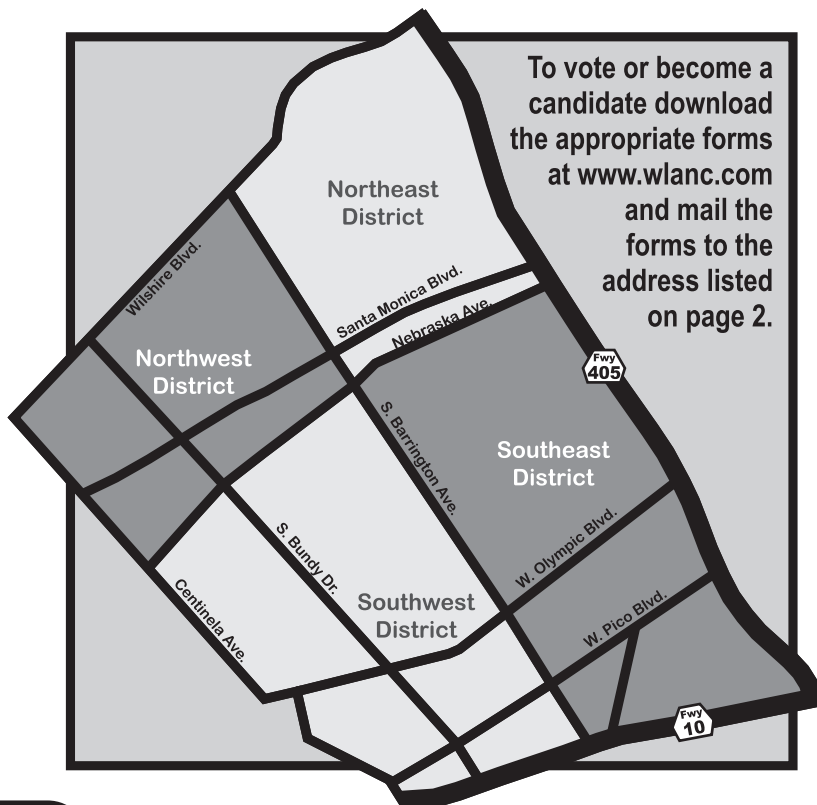 To vote or become a
candidate download
the appropriate forms
at www.wlanc.com
and mail the
forms to the
address listed
on page 2.
Northeast
District
Wilshire Blvd.
Santa Monica Blvd.
Nebraska Ave.
Northwest
District
Fwy
405
S. Barrington Ave.
Southeast
District
W. Olympic Blvd.
S. Bundy Dr.
Centinela Ave.
Southwest
District
W. Pico Blvd.
Fwy
10